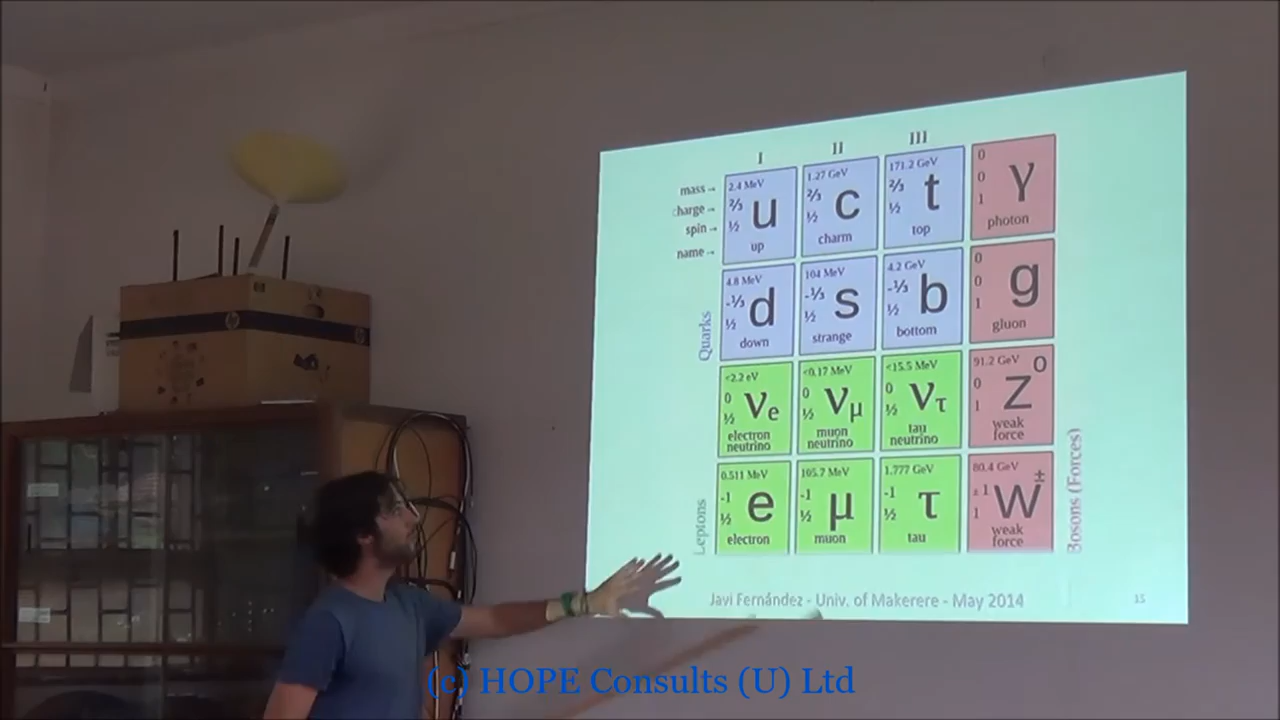 I II III
mass→
charge→
spin→
name→
2.4 MeV
⅔
½
u
up
1.27 GeV
⅔
½
c
charm
171.2 GeV
⅔
½
t
top
0
0
1
γ
photon
Quarks
4.8 MeV
-⅓
½
d
down
104 MeV
-⅓
½
s
strange
4.2 GeV
-⅓
½
b
bottom
0
0
1
g
gluon
<2.2 eV
0
½
νe
electron
neutrino
<0.17 MeV
0
½
νμ
muon
neutrino
<15.5 MeV
0
½
ντ
tau
neutrino
91.2 GeV
0
1
Z0
weak
force
Leptons
0.511 MeV
-1
½
e
electron
105.7 MeV
-1
½
μ
muon
1.777 GeV
-1
½
τ
tau
80.4 GeV
±1
1
W±
weak
force
Bosons (Forces)
Javi Fernández - Univ. of Makerere - May 2014
15
hp
(c) HOPE Consults (U) Ltd